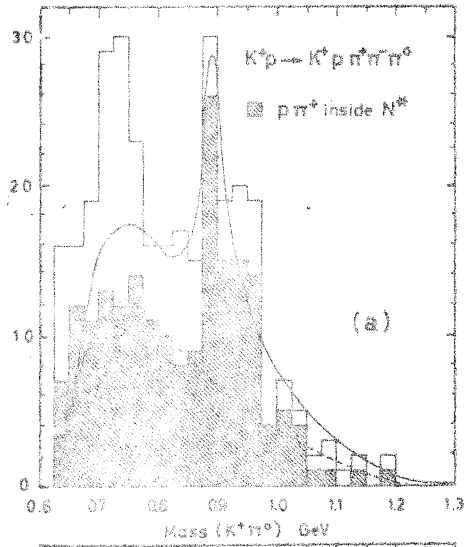 30
K⁺p → K⁺p π⁺π⁻π⁰
pπ⁺ inside N*
20
(a)
10
0
0.6 0.7 0.8 0.9 1.0 1.1 1.2 1.3
Mass (K⁺π⁰) GeV